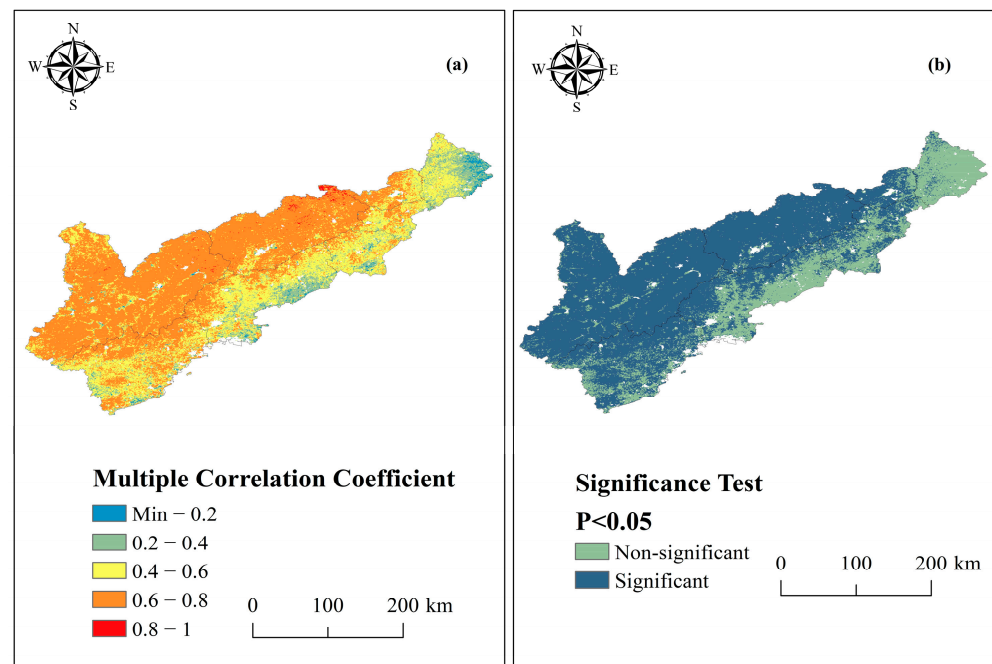 N
W
E
S
(a)
Multiple Correlation Coefficient
Min − 0.2
0.2 − 0.4
0.4 − 0.6
0.6 − 0.8
0.8 − 1
0 100 200 km
N
W
E
S
(b)
Significance Test
P<0.05
Non-significant
Significant
0 100 200 km